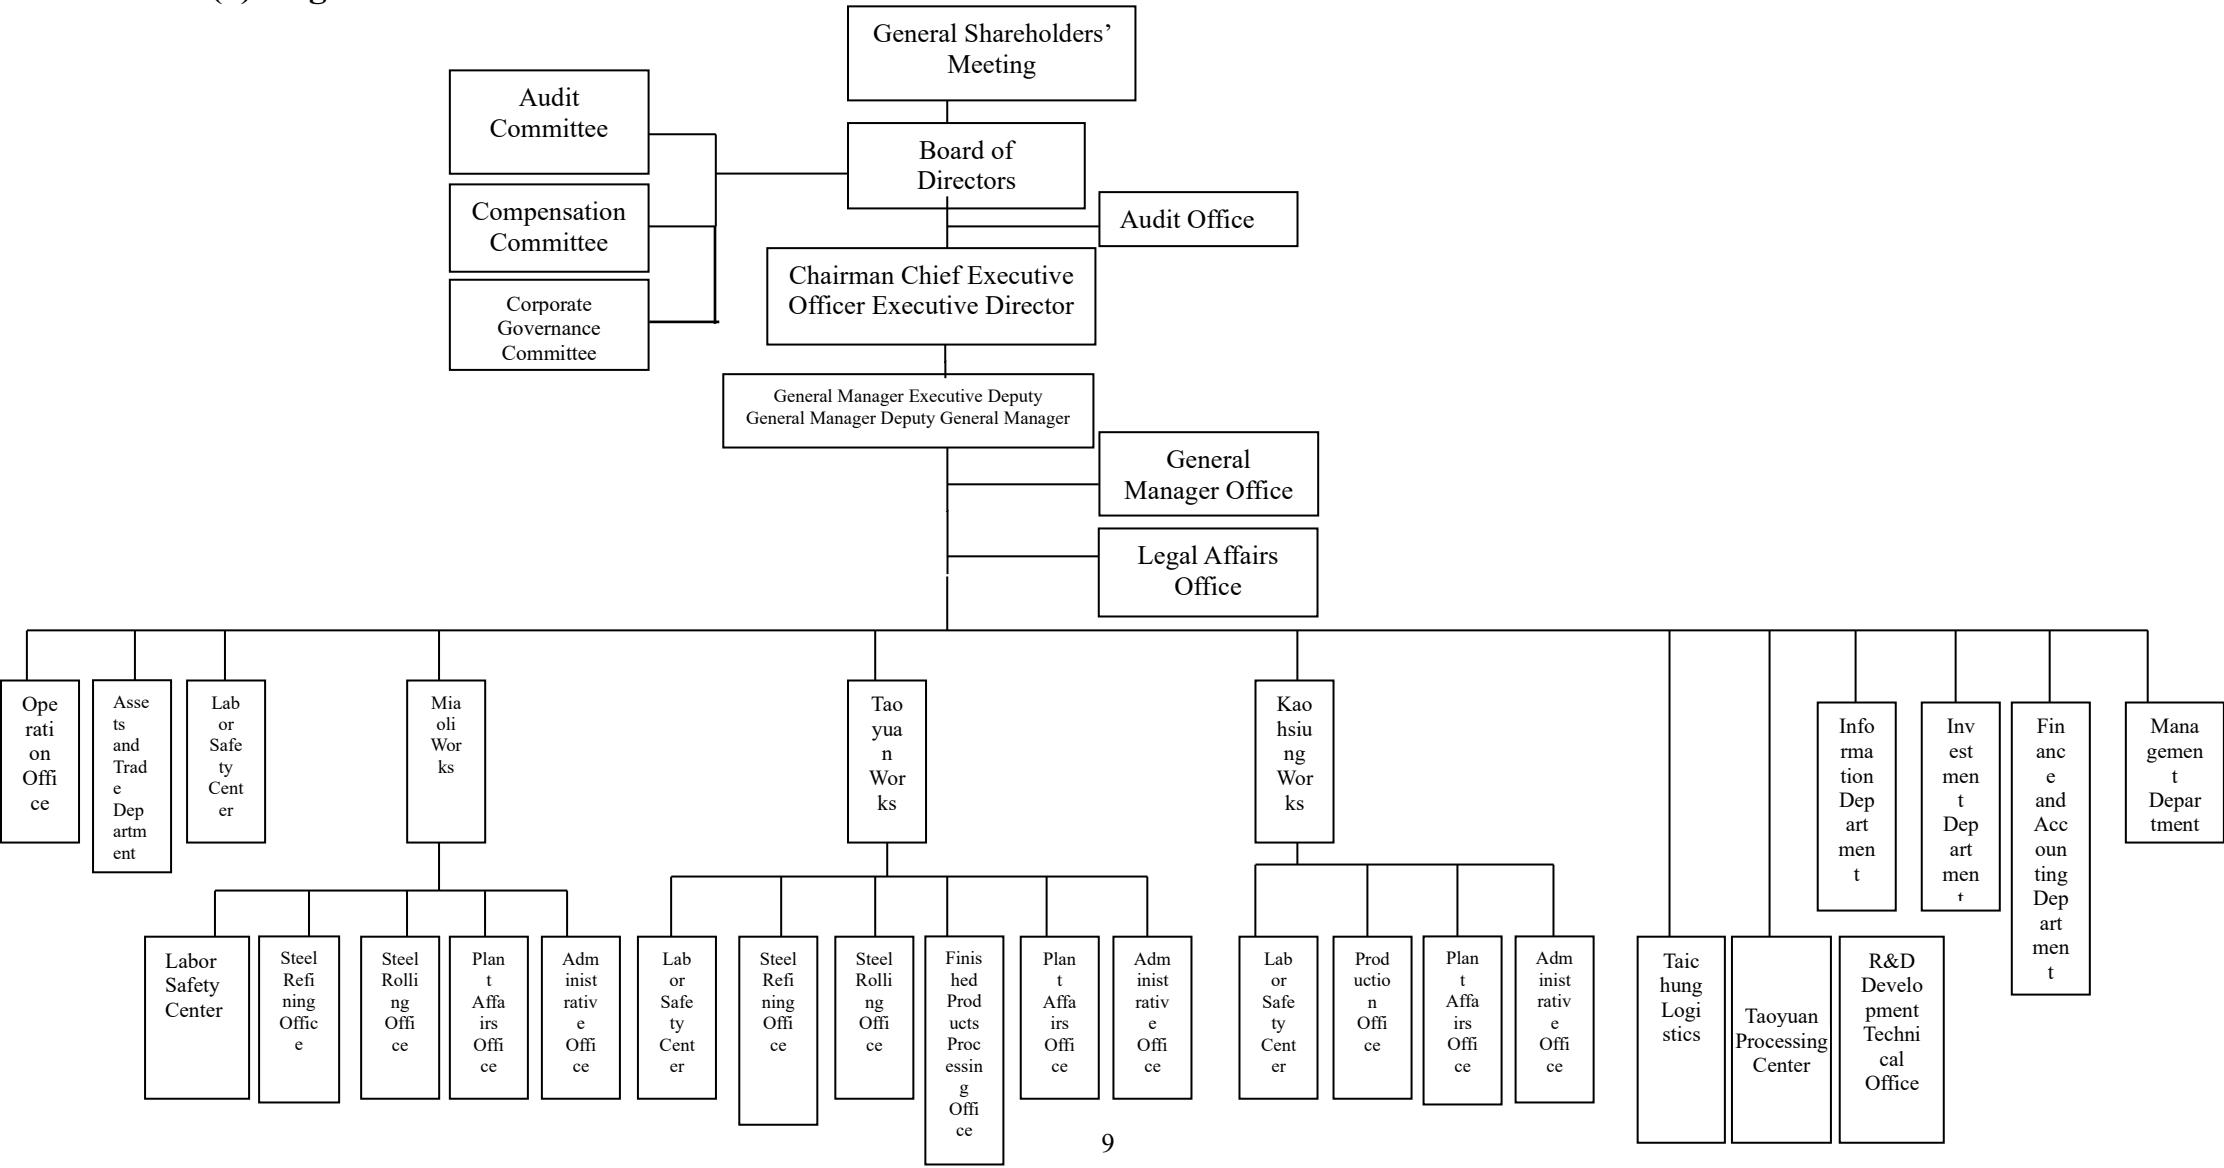 General Shareholders’
Meeting
Audit
Committee
Board of
Directors
Compensation
Committee
Audit Office
Corporate
Governance
Committee
Chairman Chief Executive
Officer Executive Director
General Manager Executive Deputy
General Manager Deputy General Manager
General
Manager Office
Legal Affairs
Office
Ope
rati
on
Offi
ce
Asse
ts
and
Trad
e
Dep
artm
ent
Lab
or
Safe
ty
Cent
er
Mia
oli
Wor
ks
Tao
yua
n
Wor
ks
Kao
hsiu
ng
Wor
ks
Info
rma
tion
Dep
art
men
t
Inv
est
men
t
Dep
art
men
t
Fin
anc
e
and
Acc
oun
ting
Dep
art
men
t
Mana
gemen
t
Depar
tment
Labor
Safety
Center
Steel
Refi
ning
Offic
e
Steel
Rolli
ng
Offi
ce
Plan
t
Affa
irs
Offi
ce
Adm
inist
rativ
e
Offi
ce
Lab
or
Safe
ty
Cent
er
Steel
Refi
ning
Offi
ce
Steel
Rolli
ng
Offi
ce
Finis
hed
Prod
ucts
Proc
essin
g
Offi
ce
Plan
t
Affa
irs
Offi
ce
Adm
inist
rativ
e
Offi
ce
Lab
or
Safe
ty
Cent
er
Prod
uctio
n
Offi
ce
Plan
t
Affa
irs
Offi
ce
Adm
inist
rativ
e
Offi
ce
Taic
hung
Logi
stics
Taoyuan
Processing
Center
R&D
Develo
pment
Techni
cal
Office
9